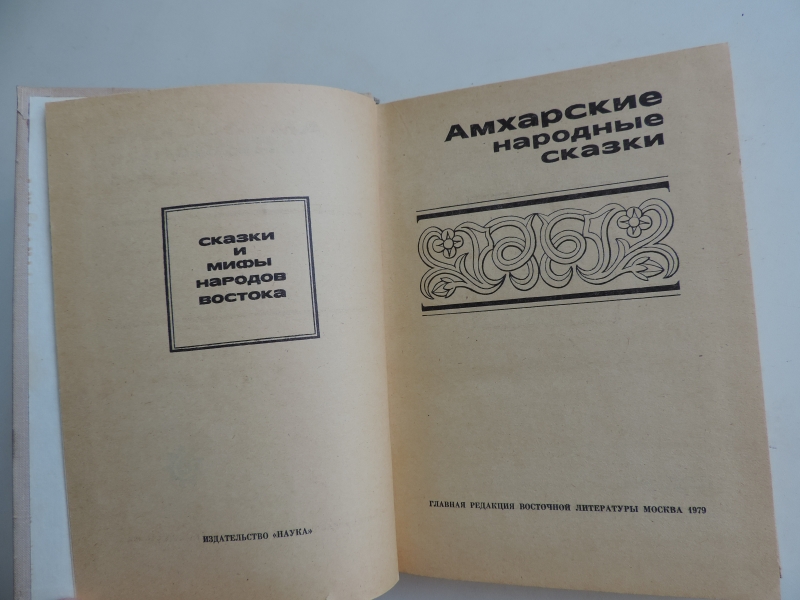 сказки
и
мифы
народов
востока
ИЗДАТЕЛЬСТВО «НАУКА»
Амхарские
народные
сказки
ГЛАВНАЯ РЕДАКЦИЯ ВОСТОЧНОЙ ЛИТЕРАТУРЫ МОСКВА 1979